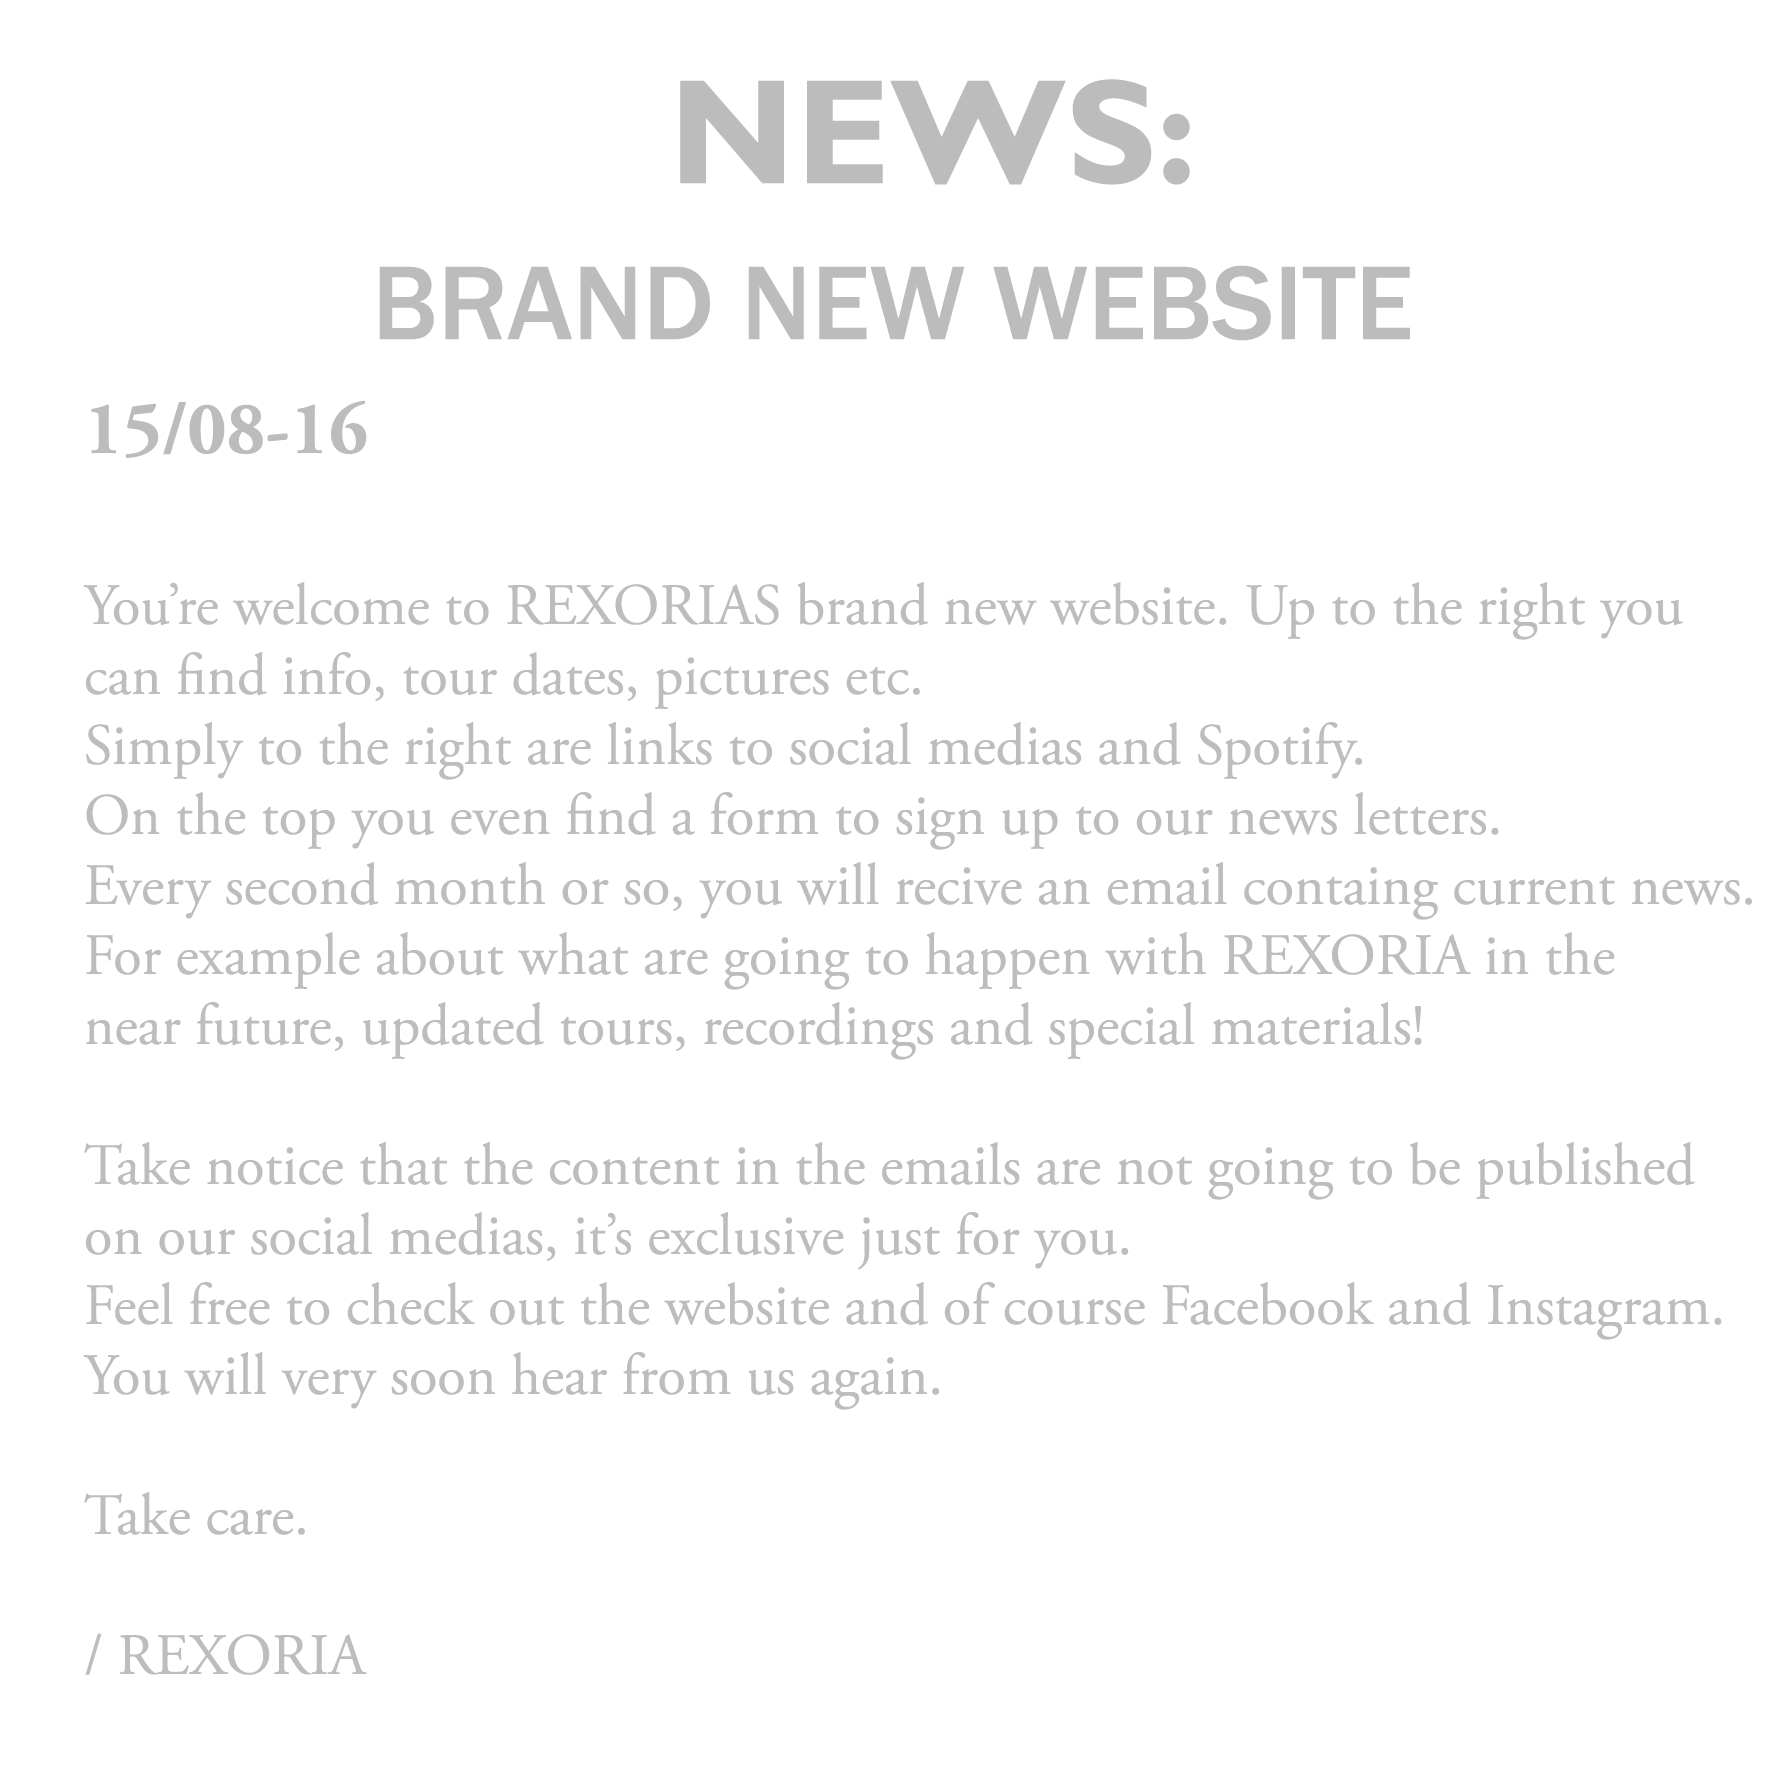 NEWS:
BRAND NEW WEBSITE
15/08-16
You’re welcome to REXORIAS brand new website. Up to the right you
can find info, tour dates, pictures etc.
Simply to the right are links to social medias and Spotify.
On the top you even find a form to sign up to our news letters.
Every second month or so, you will recive an email containg current news.
For example about what are going to happen with REXORIA in the
near future, updated tours, recordings and special materials!
Take notice that the content in the emails are not going to be published
on our social medias, it’s exclusive just for you.
Feel free to check out the website and of course Facebook and Instagram.
You will very soon hear from us again.
Take care.
/ REXORIA